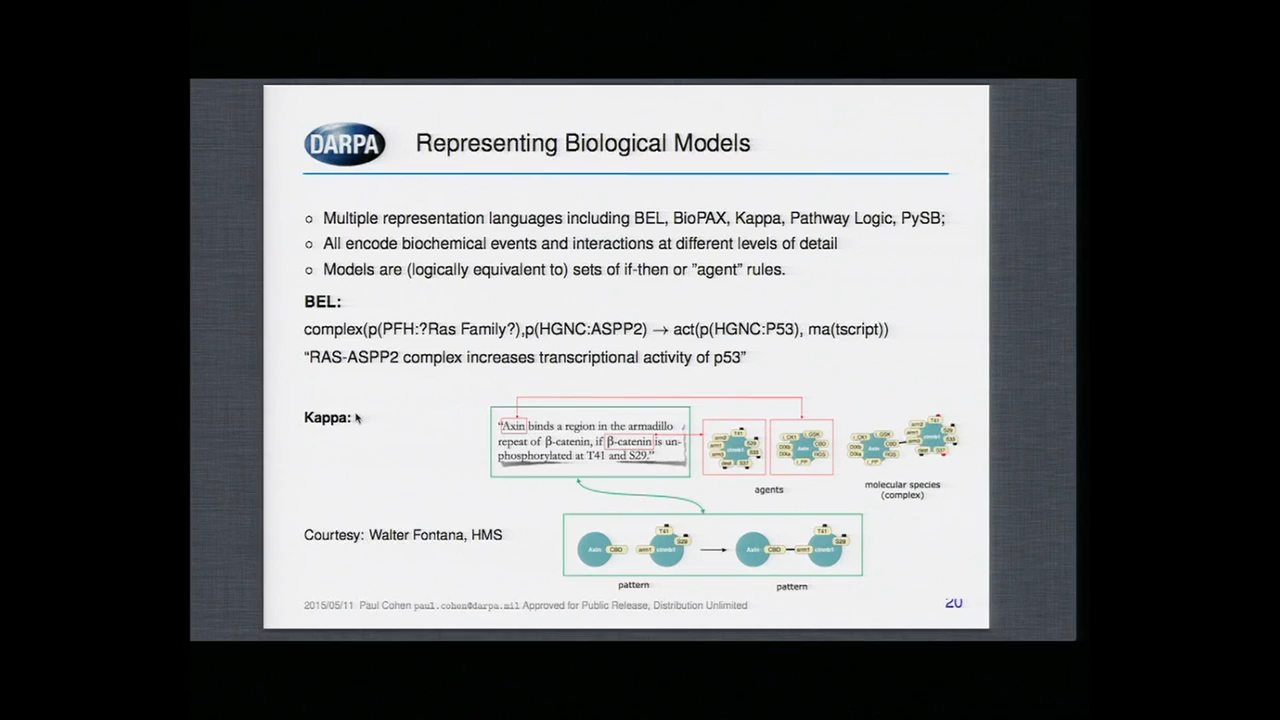 DARPA
Representing Biological Models
Multiple representation languages including BEL, BioPAX, Kappa, Pathway Logic, PySB;
All encode biochemical events and interactions at different levels of detail
Models are (logically equivalent to) sets of if-then or "agent" rules.
BEL:
complex(p(PFH:?Ras Family?),p(HGNC:ASPP2) → act(p(HGNC:P53), ma(tscript))
“RAS-ASPP2 complex increases transcriptional activity of p53”
Kappa:
“Axin binds a region in the armadillo
repeat of β-catenin, if β-catenin is un-
phosphorylated at T41 and S29.”
agents
molecular species
(complex)
Courtesy: Walter Fontana, HMS
T41
S29
Axin
CBD
arm1
T41
S29
Axin
CBD
arm1
pattern
pattern
2015/05/11 Paul Cohen paul.cohen@darpa.mil Approved for Public Release, Distribution Unlimited
20